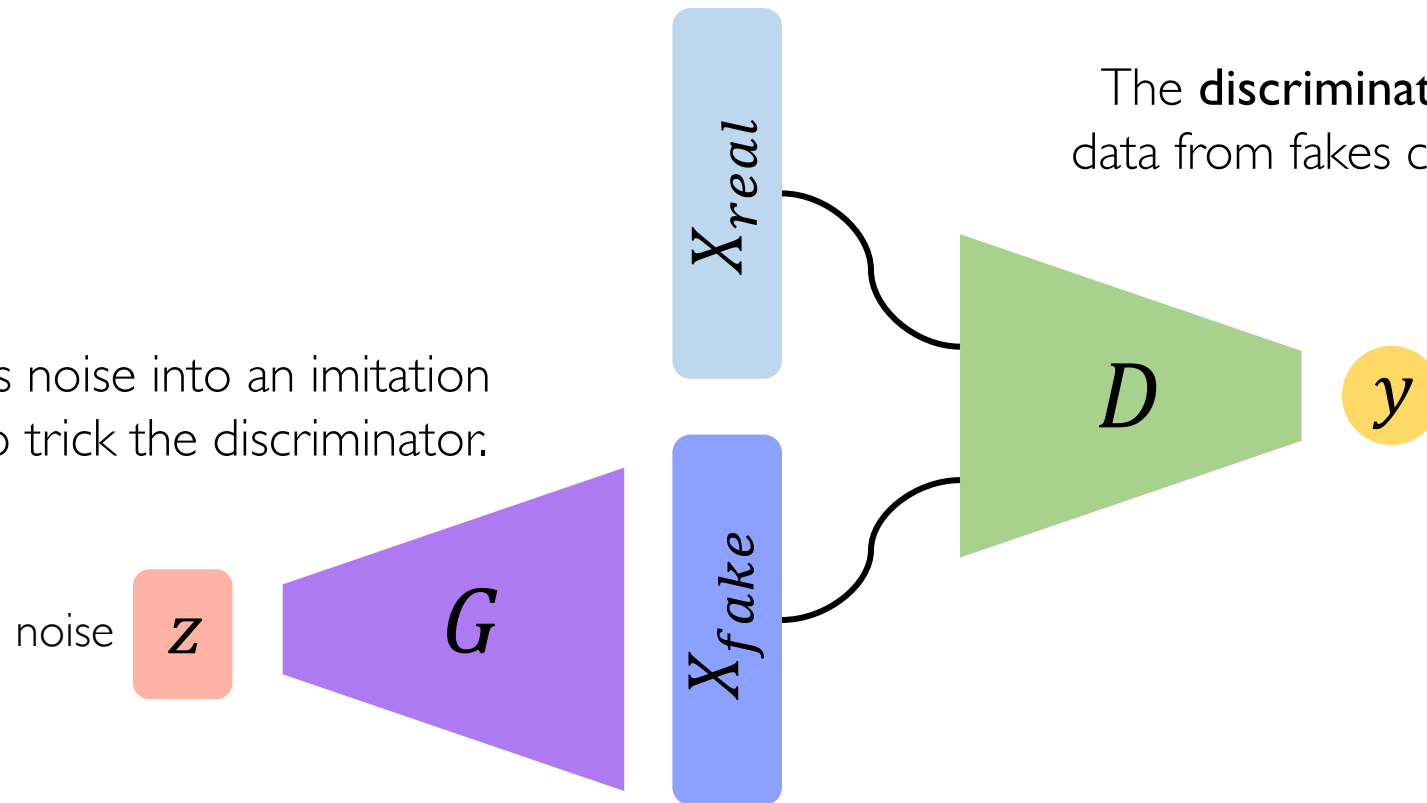 The discriminat
data from fakes c
X_real
s noise into an imitation
o trick the discriminator.
D
y
X_fake
noise z
G